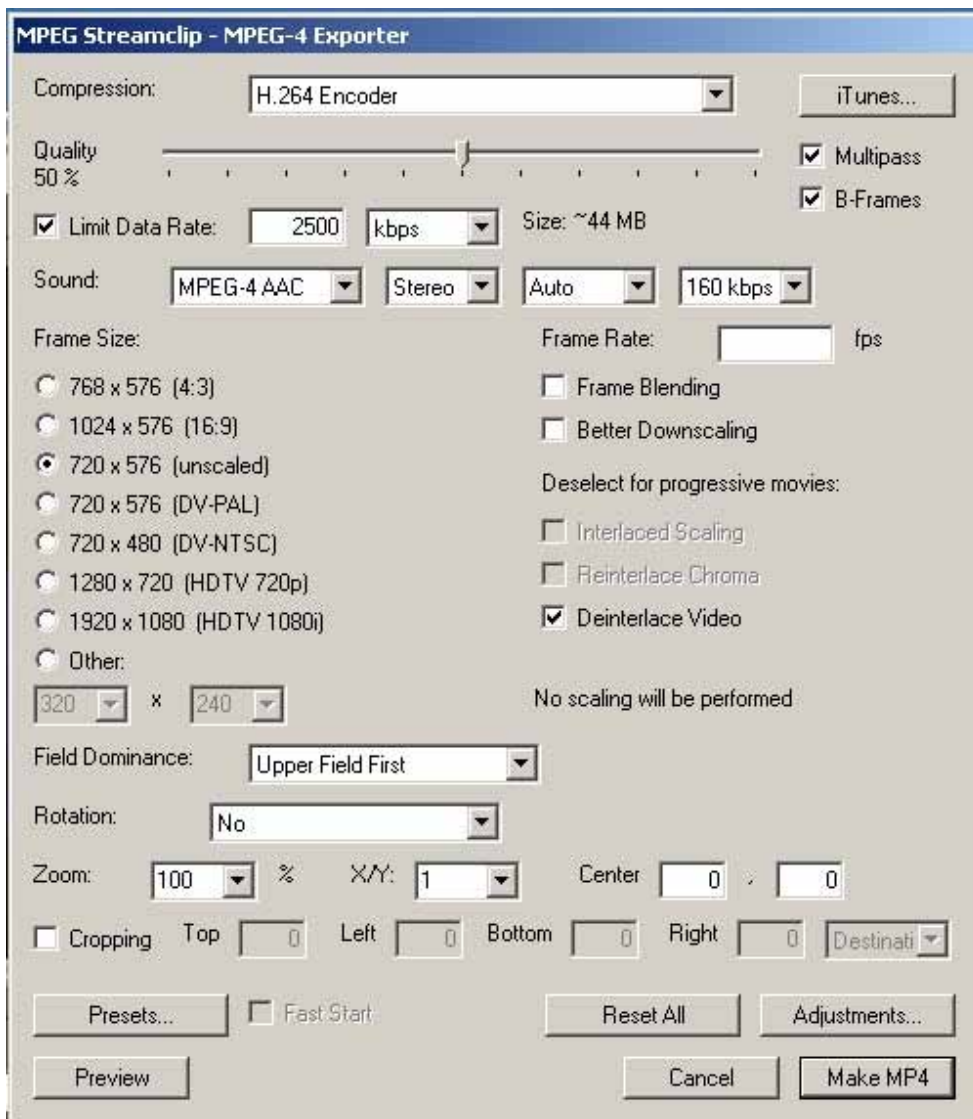 MPEG Streamclip - MPEG-4 Exporter
Compression: H.264 Encoder iTunes...
Quality Multipass
50 %
B-Frames
Limit Data Rate: 2500 kbps Size: ~44 MB
Sound: MPEG-4 AAC Stereo Auto 160 kbps
Frame Size: Frame Rate: fps
768 x 576 (4:3) Frame Blending
1024 x 576 (16:9) Better Downscaling
720 x 576 (unscaled)
Deselect for progressive movies:
720 x 576 (DV-PAL)
720 x 480 (DV-NTSC) Interlaced Scaling
1280 x 720 (HDTV 720p) Reinterlace Chroma
1920 x 1080 (HDTV 1080i) Deinterlace Video
Other:
320 x 240 No scaling will be performed
Field Dominance: Upper Field First
Rotation: No
Zoom: 100 % X/Y: 1 Center 0 , 0
Cropping Top 0 Left 0 Bottom 0 Right 0 Destinati
Presets... Fast Start Reset All Adjustments...
Preview Cancel Make MP4